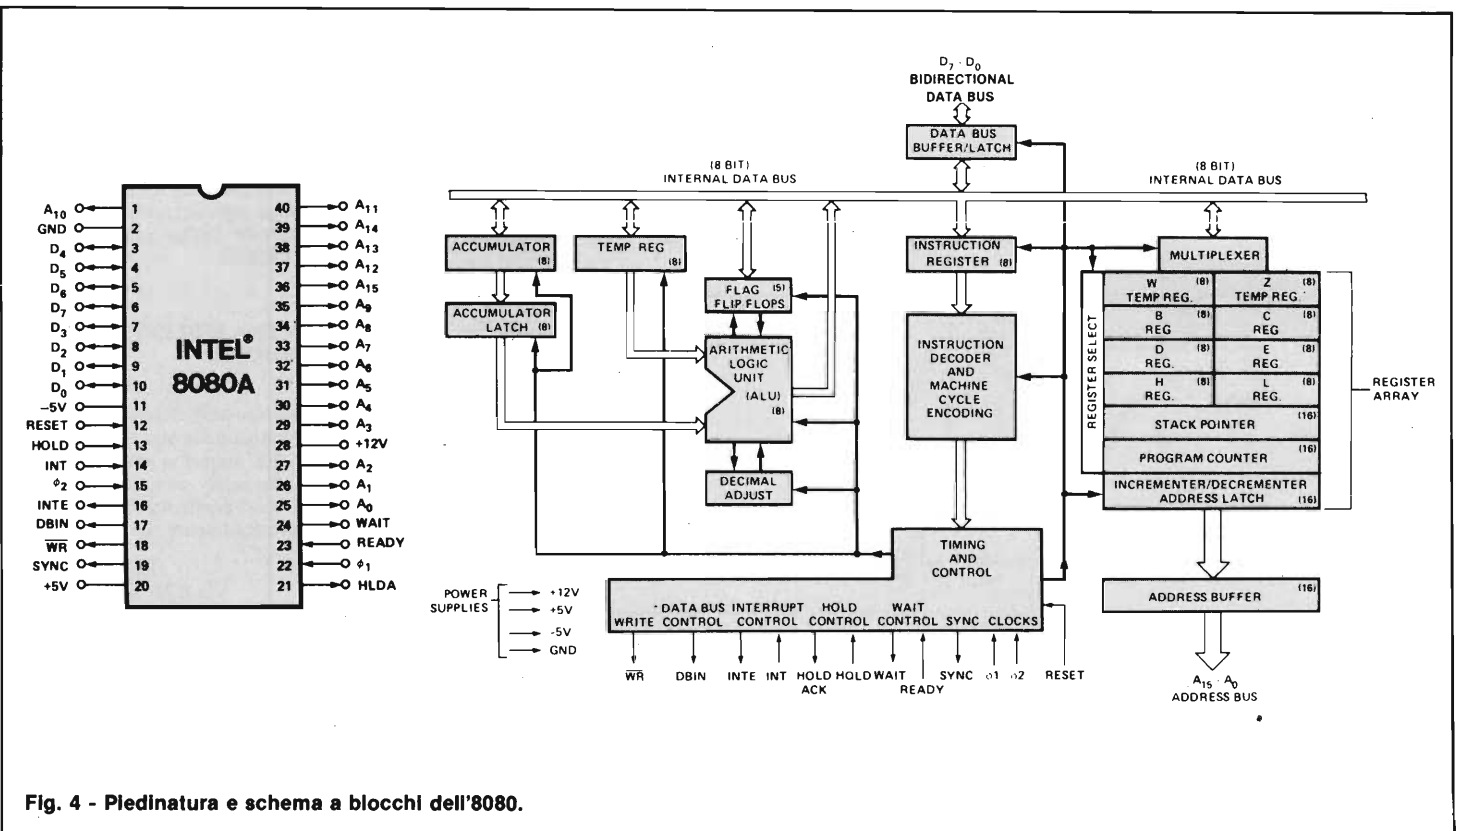 A10 1 40 A11
GND 2 39 A14
D4 3 38 A13
D5 4 37 A12
D6 5 36 A15
D7 6 35 A9
D3 7 34 A8
D2 8 33 A7
D1 9 32 A6
D0 10 31 A5
-5V 11 30 A4
RESET 12 29 A3
HOLD 13 28 +12V
INT 14 27 A2
ϕ2 15 26 A1
INTE 16 25 A0
DBIN 17 24 WAIT
W̅R̅ 18 23 READY
SYNC 19 22 ϕ1
+5V 20 21 HLDA
INTEL®
8080A
D7 - D0
BIDIRECTIONAL
DATA BUS
DATA BUS
BUFFER/LATCH
(8 BIT)
INTERNAL DATA BUS
(8 BIT)
INTERNAL DATA BUS
ACCUMULATOR
(8)
TEMP REG
(8)
ACCUMULATOR
LATCH (8)
FLAG (5)
FLIP FLOPS
ARITHMETIC
LOGIC
UNIT
(ALU)
(8)
DECIMAL
ADJUST
INSTRUCTION
REGISTER (8)
INSTRUCTION
DECODER
AND
MACHINE
CYCLE
ENCODING
MULTIPLEXER
REGISTER SELECT
W (8) Z (8)
TEMP REG. TEMP REG.
B (8) C (8)
REG REG
D (8) E (8)
REG. REG.
H (8) L (8)
REG. REG.
(16)
STACK POINTER
(16)
PROGRAM COUNTER
INCREMENTER/DECREMENTER
ADDRESS LATCH (16)
REGISTER
ARRAY
TIMING
AND
CONTROL
DATA BUS INTERRUPT HOLD WAIT
WRITE CONTROL CONTROL CONTROL CONTROL SYNC CLOCKS
POWER
SUPPLIES
+12V
+5V
-5V
GND
W̅R̅ DBIN INTE INT HOLD HOLD WAIT SYNC ϕ1 ϕ2 RESET
ACK READY
ADDRESS BUFFER (16)
A15 - A0
ADDRESS BUS
Fig. 4 - Piedinatura e schema a blocchi dell'8080.